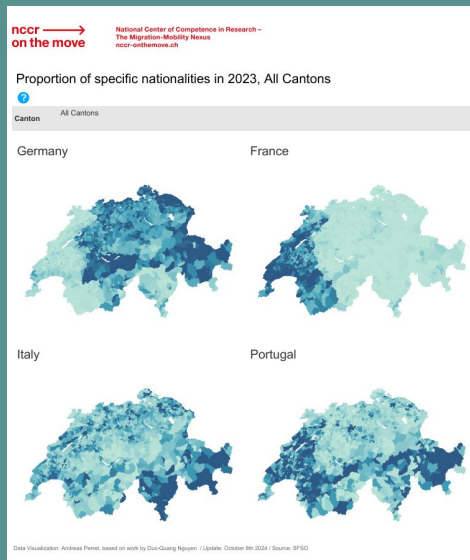 nccr →
on the move
National Center of Competence in Research –
The Migration-Mobility Nexus
nccr-onthemove.ch
Proportion of specific nationalities in 2023, All Cantons
?
Canton All Cantons
Germany France
Italy Portugal
Data Visualization: Andreas Perret, based on work by Duc-Quang Nguyen / Update: October 8th 2024 / Source: SFSO